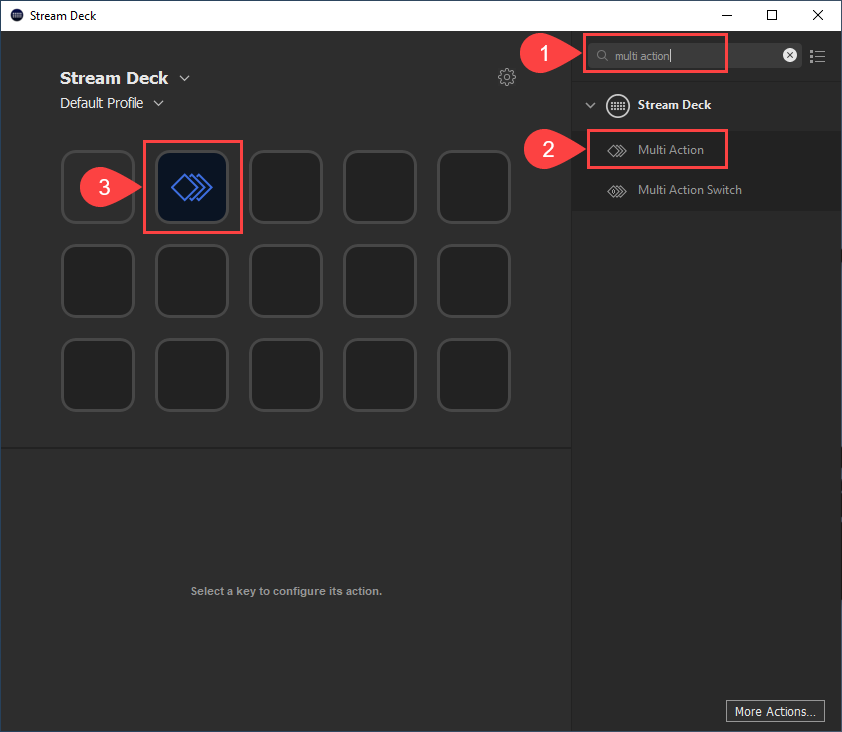 Stream Deck
1
multi action
Stream Deck
Default Profile
Stream Deck
2
Multi Action
3
Multi Action Switch
Select a key to configure its action.
More Actions...